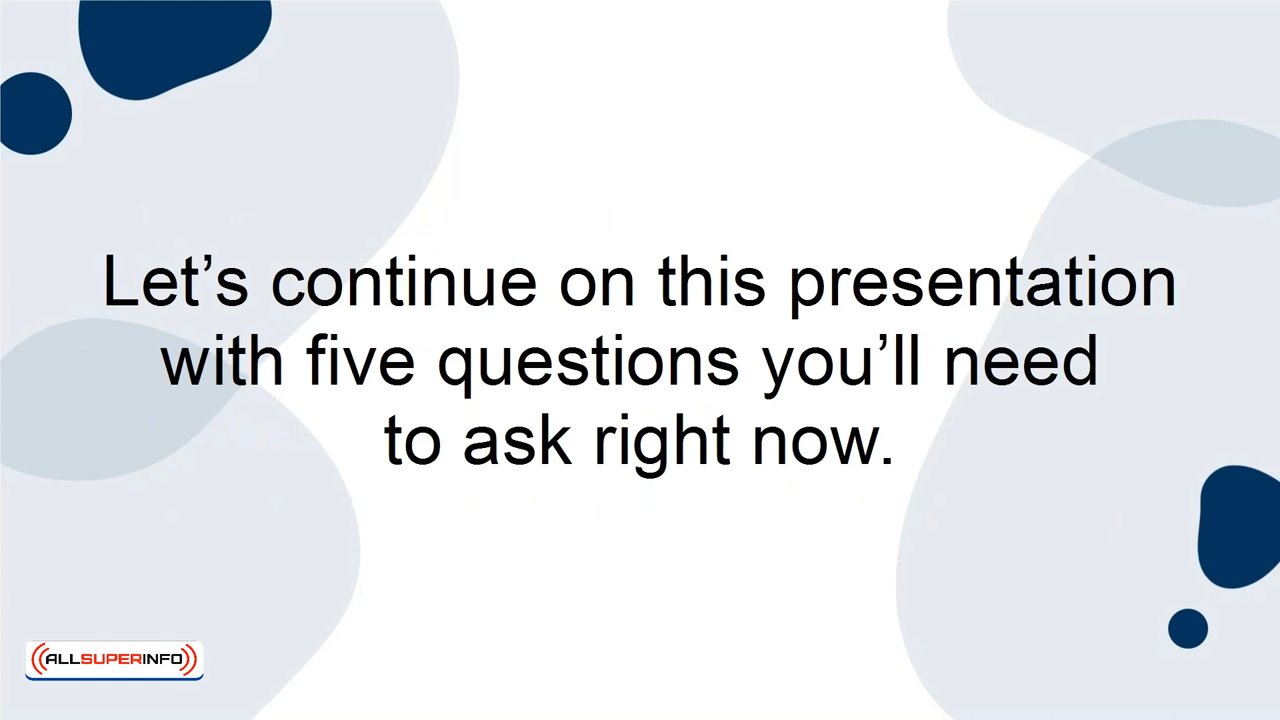 Let’s continue on this presentation
with five questions you’ll need
to ask right now.
ALLSUPERINFO